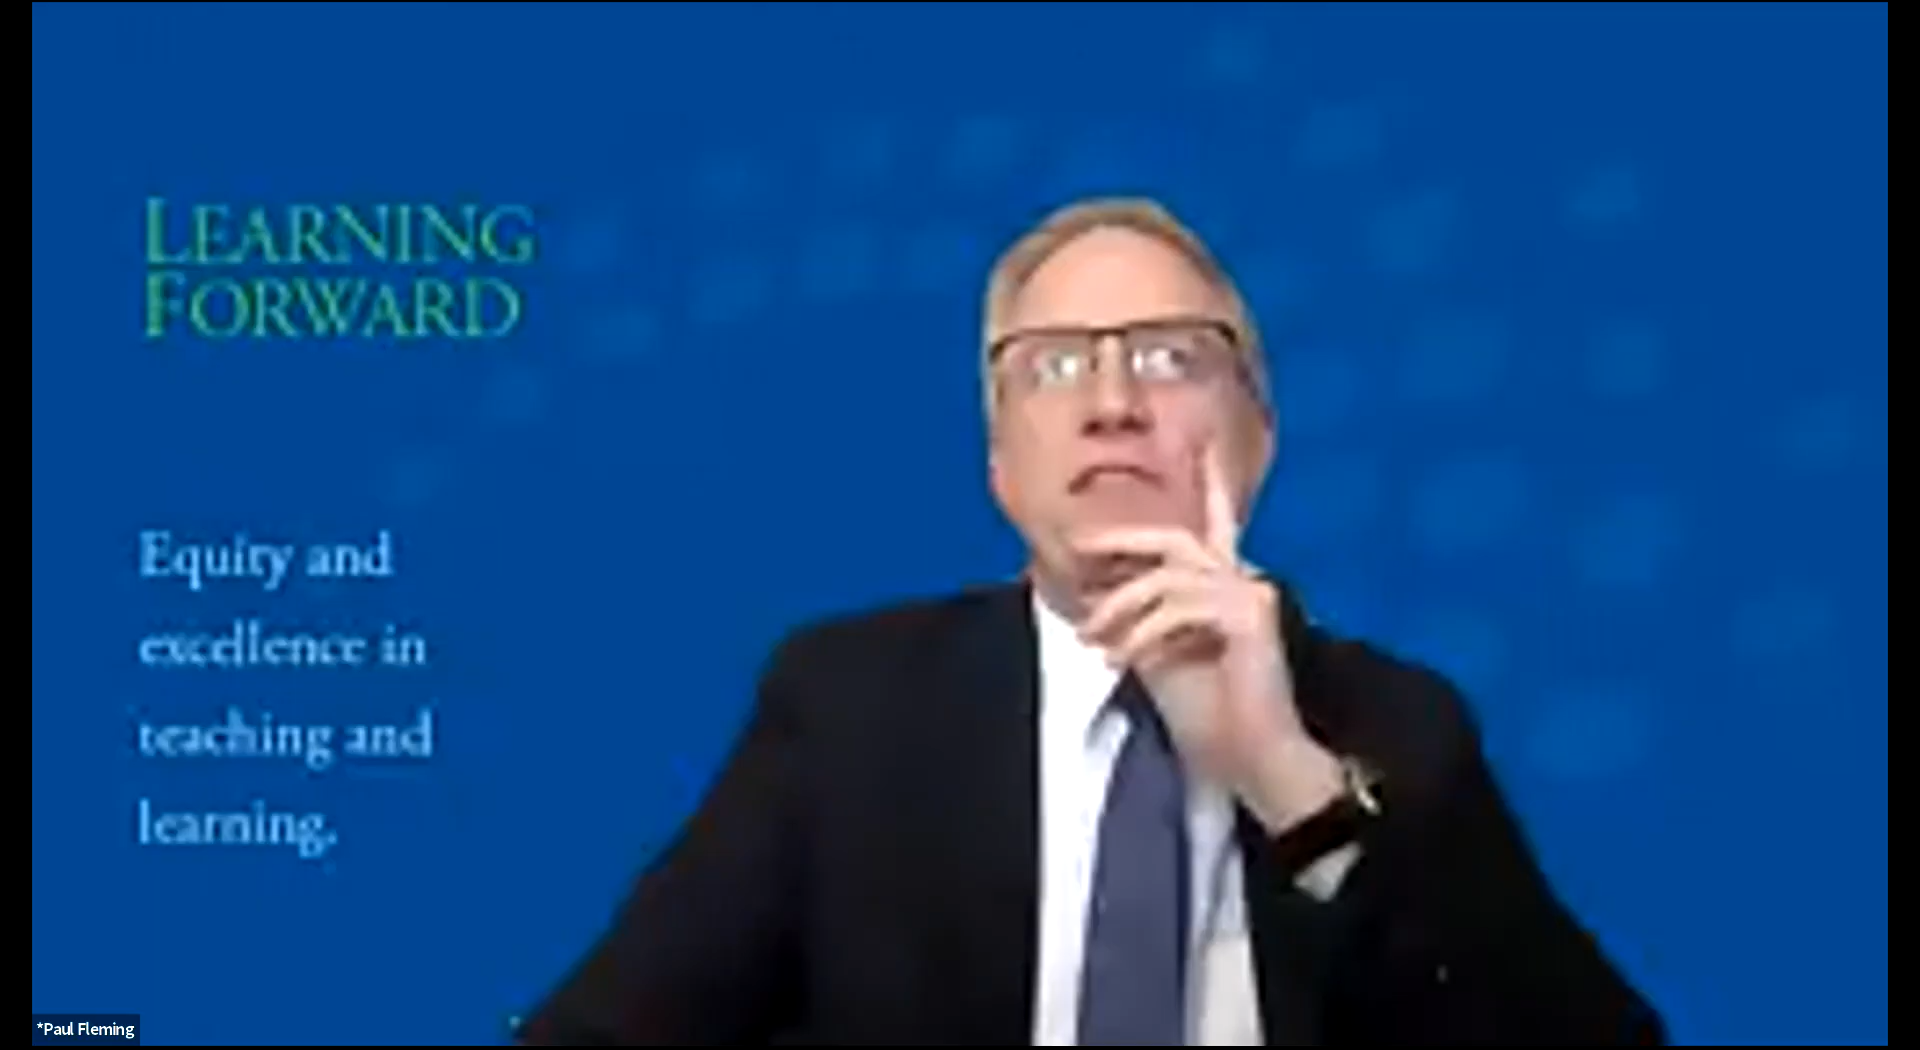 LEARNING
FORWARD
Equity and
excellence in
teaching and
learning.
*Paul Fleming